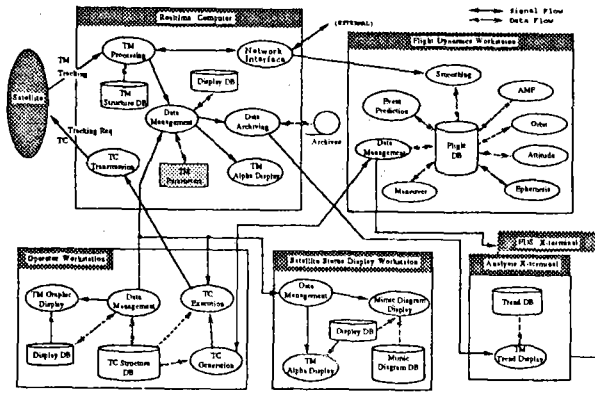 Realtime Computer
(EXTERNAL)
Signal Flow
Data Flow
Flight Dynamics Workstation
TM
Tracking
TM
Processing
Network
Interface
Smoothing
Satellite
Display DB
AMF
TM
Structure DB
Event
Prediction
Orbit
Data
Management
Data
Archiving
Archives
Data
Management
Flight
DB
Attitude
Tracking Req
TC
TC
Transmission
TM
Parameters
TM
Alpha Display
Maneuver
Ephemeris
FDS X-terminal
Operator Workstation
Satellite Status Display Workstation
Analysis X-terminal
TM Graphic
Display
Data
Management
TC
Execution
Data
Management
Mimic Diagram
Display
Trend DB
Display DB
Display DB
TC Structure
DB
TC
Generation
TM
Alpha Display
Mimic
Diagram DB
TM
Trend Display